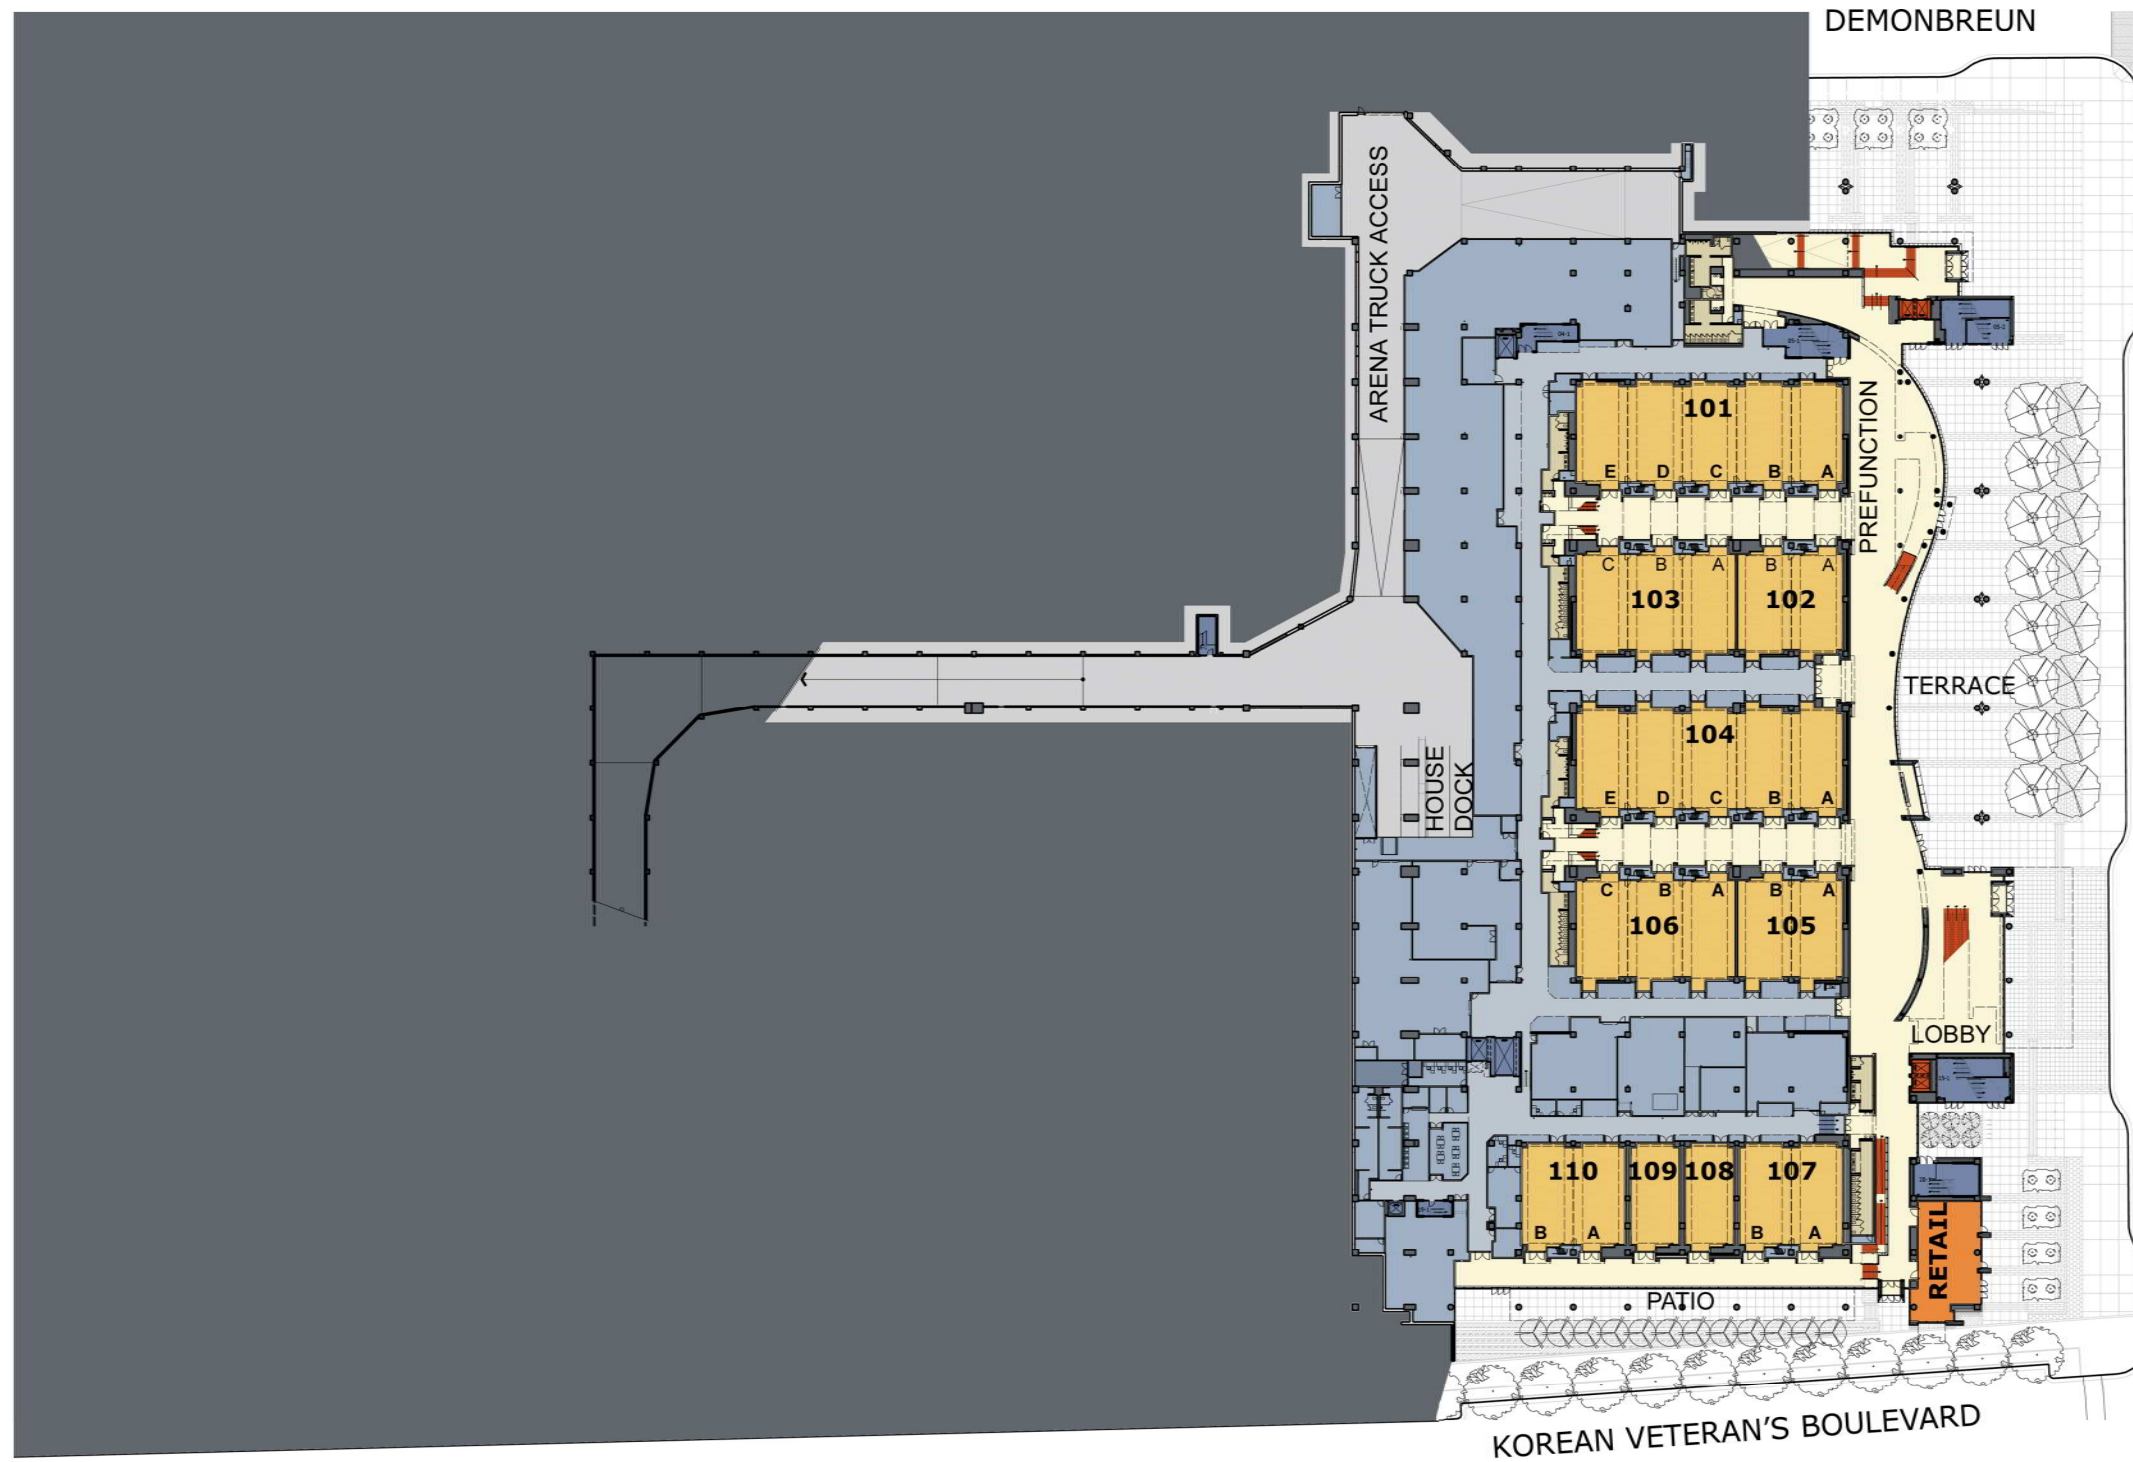 DEMONBREUN
ARENA TRUCK ACCESS
101
E D C B A
PREFUNCTION
C B A B A
103 102
TERRACE
104
HOUSE
DOCK
E D C B A
C B A B A
106 105
LOBBY
110 109 108 107
B A B A
RETAIL
PATIO
KOREAN VETERAN'S BOULEVARD